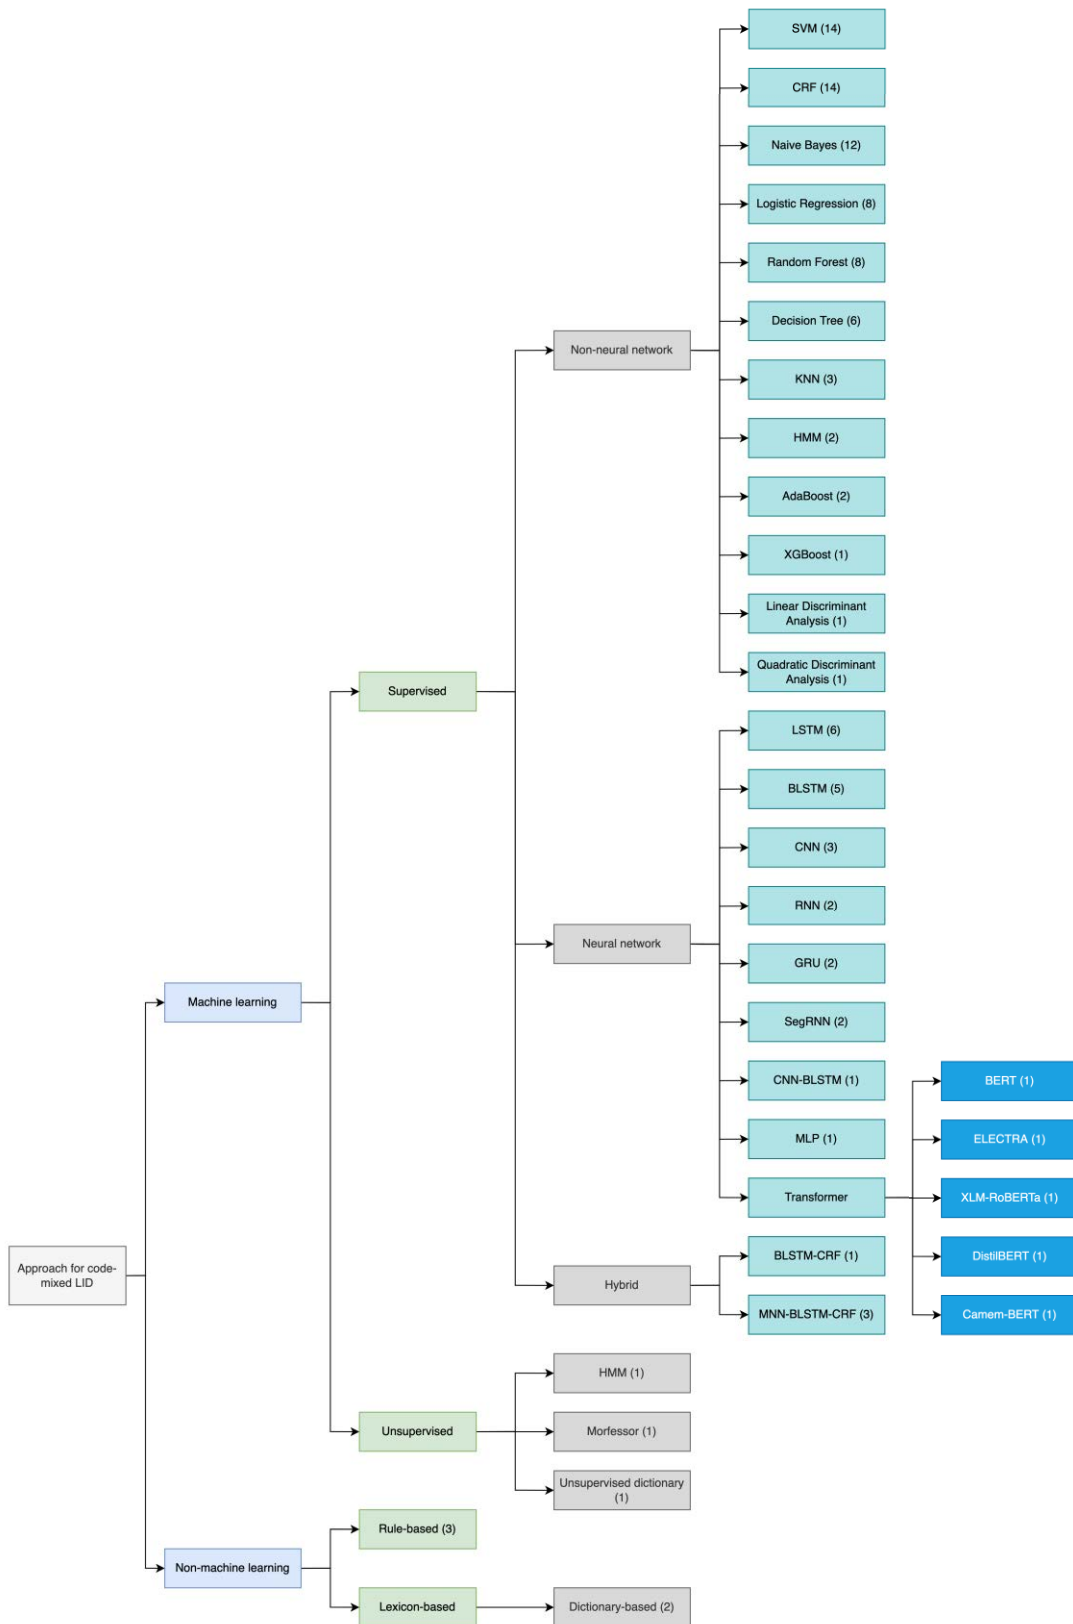 SVM (14)
CRF (14)
Naive Bayes (12)
Logistic Regression (8)
Random Forest (8)
Decision Tree (6)
Non-neural network
KNN (3)
HMM (2)
AdaBoost (2)
XGBoost (1)
Linear Discriminant
Analysis (1)
Quadratic Discriminant
Analysis (1)
Supervised
LSTM (6)
BLSTM (5)
CNN (3)
RNN (2)
Neural network
GRU (2)
SegRNN (2)
Machine learning
CNN-BLSTM (1)
BERT (1)
MLP (1)
ELECTRA (1)
Transformer
XLM-RoBERTa (1)
BLSTM-CRF (1)
DistilBERT (1)
Approach for code-
mixed LID
Hybrid
MNN-BLSTM-CRF (3)
Camem-BERT (1)
HMM (1)
Unsupervised
Morfessor (1)
Unsupervised dictionary
(1)
Rule-based (3)
Non-machine learning
Lexicon-based
Dictionary-based (2)